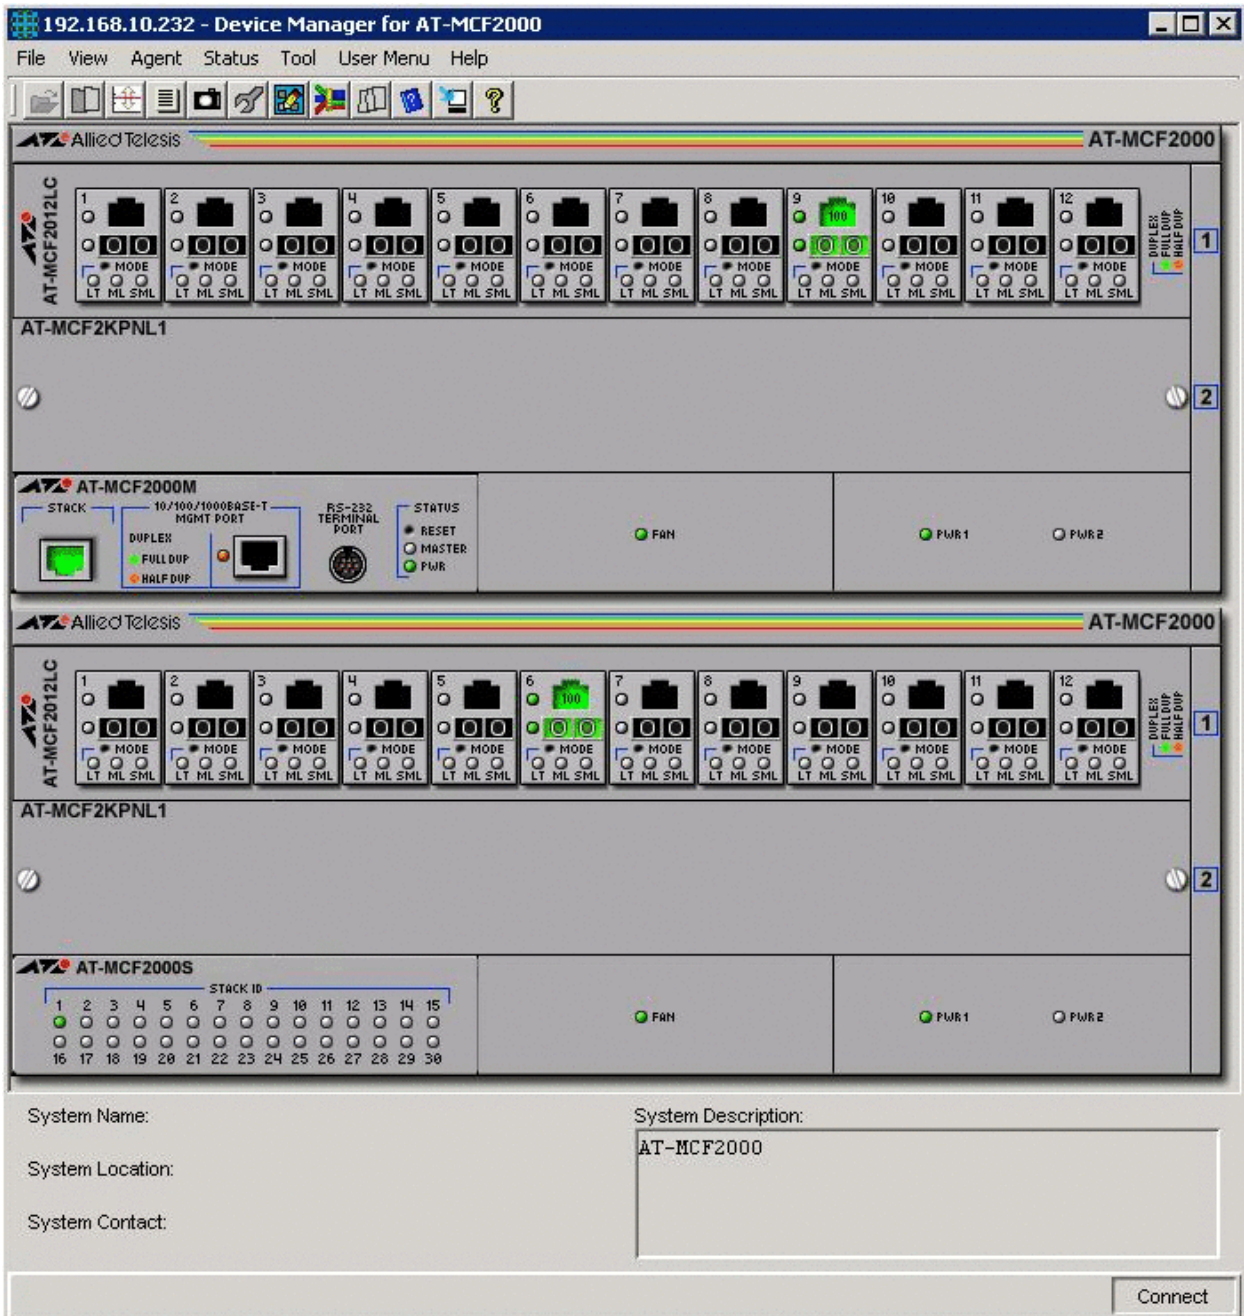 192.168.10.232 - Device Manager for AT-MCF2000
File View Agent Status Tool User Menu Help
Allied Telesis AT-MCF2000
AT-MCF2012LC
1 2 3 4 5 6 7 8 9 10 11 12
100
MODE MODE MODE MODE MODE MODE MODE MODE MODE MODE MODE MODE
LT ML SML LT ML SML LT ML SML LT ML SML LT ML SML LT ML SML LT ML SML LT ML SML LT ML SML LT ML SML LT ML SML LT ML SML
DUPLEX
FULL DUP
HALF DUP
1
AT-MCF2KPNL1
2
AT-MCF2000M
STACK
10/100/1000BASE-T
MGMT PORT
DUPLEX
FULL DUP
HALF DUP
RS-232
TERMINAL
PORT
STATUS
RESET
MASTER
PWR
FAN
PWR1 PWR2
Allied Telesis AT-MCF2000
AT-MCF2012LC
1 2 3 4 5 6 7 8 9 10 11 12
100
MODE MODE MODE MODE MODE MODE MODE MODE MODE MODE MODE MODE
LT ML SML LT ML SML LT ML SML LT ML SML LT ML SML LT ML SML LT ML SML LT ML SML LT ML SML LT ML SML LT ML SML LT ML SML
DUPLEX
FULL DUP
HALF DUP
1
AT-MCF2KPNL1
2
AT-MCF2000S
STACK ID
1 2 3 4 5 6 7 8 9 10 11 12 13 14 15
16 17 18 19 20 21 22 23 24 25 26 27 28 29 30
FAN
PWR1 PWR2
System Name:
System Location:
System Contact:
System Description:
AT-MCF2000
Connect